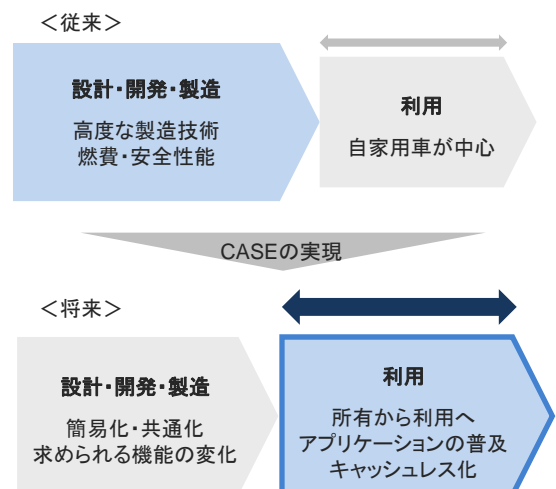 ＜従来＞
設計・開発・製造
高度な製造技術
燃費・安全性能
利用
自家用車が中心
CASEの実現
＜将来＞
設計・開発・製造
簡易化・共通化
求められる機能の変化
利用
所有から利用へ
アプリケーションの普及
キャッシュレス化